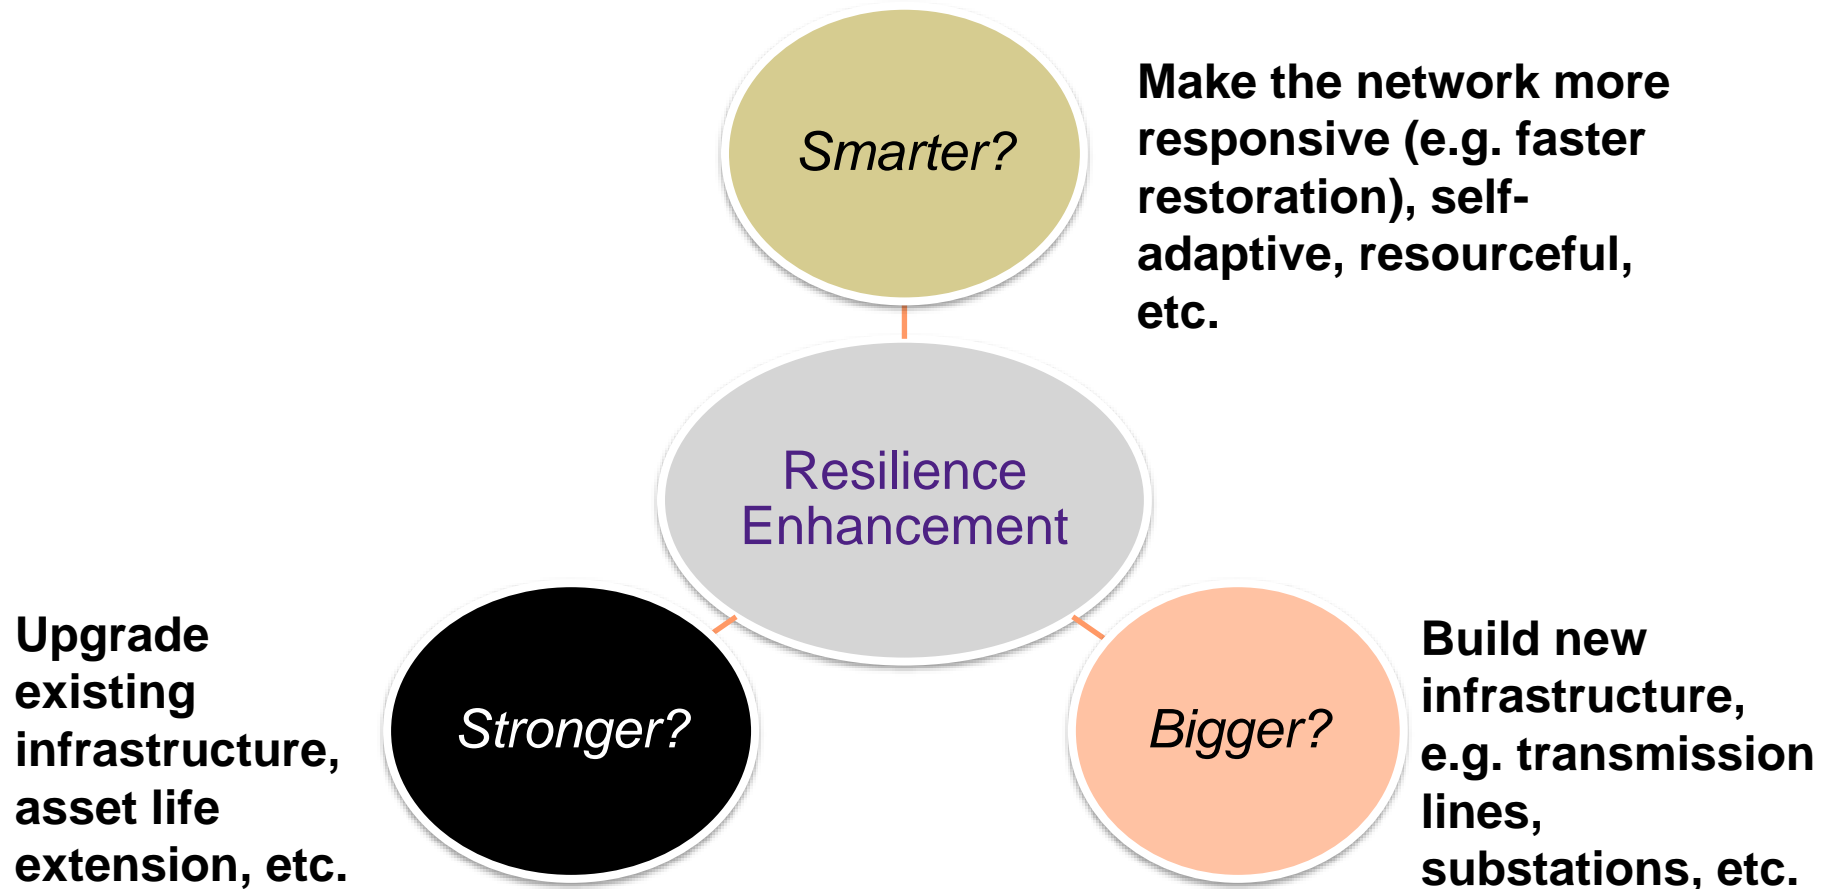 Smarter?
Make the network more
responsive (e.g. faster
restoration), self-
adaptive, resourceful,
etc.
Resilience
Enhancement
Upgrade
existing
infrastructure,
asset life
extension, etc.
Stronger?
Bigger?
Build new
infrastructure,
e.g. transmission
lines,
substations, etc.